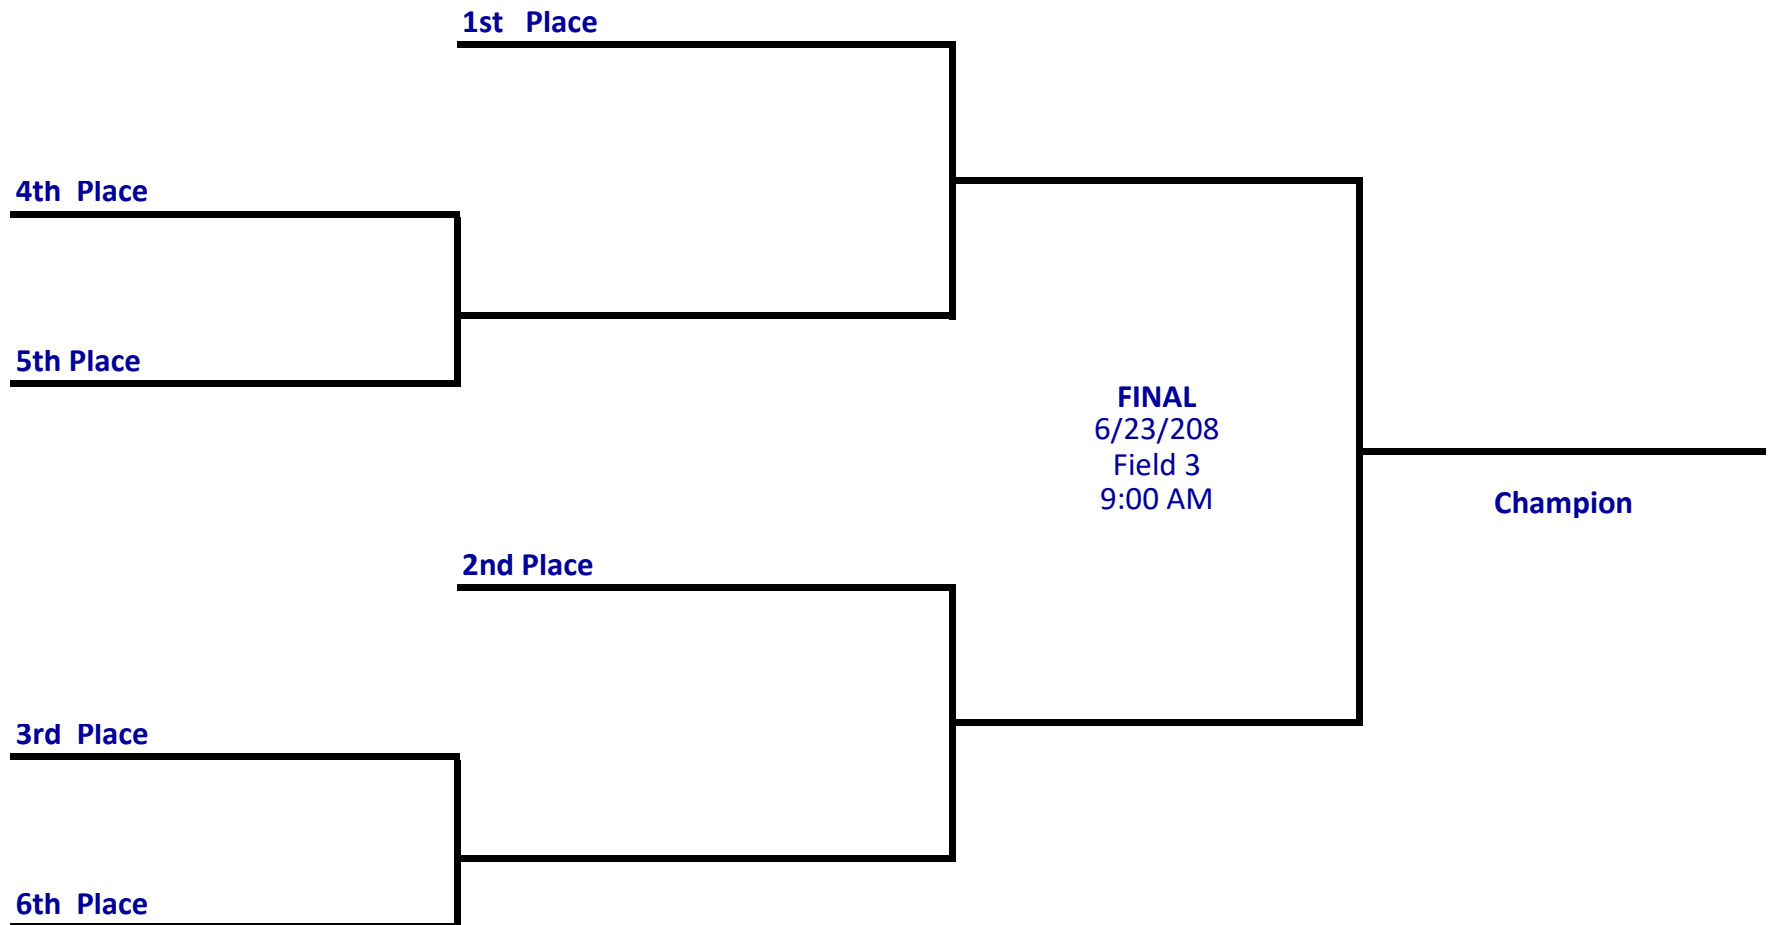 1st   Place
4th  Place
5th Place
FINAL
6/23/208
Field 3
9:00 AM
Champion
2nd Place
3rd  Place
6th  Place